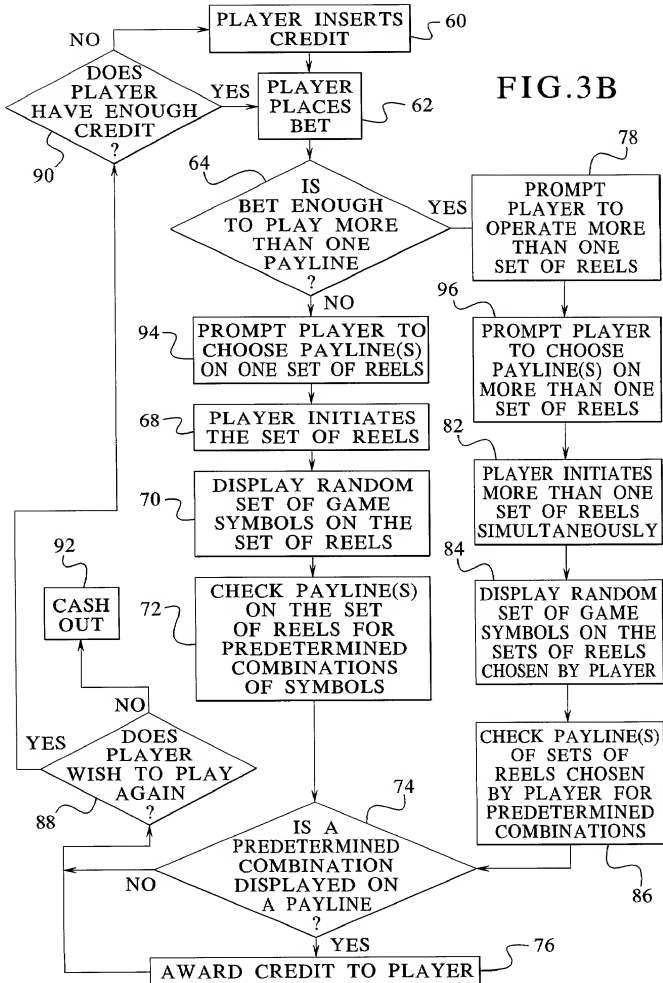 NO
PLAYER INSERTS
CREDIT
60
DOES
PLAYER
HAVE ENOUGH
CREDIT
?
90
YES
PLAYER
PLACES
BET
62
FIG.3B
64
IS
BET ENOUGH
TO PLAY MORE
THAN ONE
PAYLINE
?
YES
NO
78
PROMPT
PLAYER TO
OPERATE MORE
THAN ONE
SET OF REELS
94
PROMPT PLAYER TO
CHOOSE PAYLINE(S)
ON ONE SET OF REELS
96
PROMPT PLAYER
TO CHOOSE
PAYLINE(S) ON
MORE THAN ONE
SET OF REELS
68
PLAYER INITIATES
THE SET OF REELS
82
PLAYER INITIATES
MORE THAN ONE
SET OF REELS
SIMULTANEOUSLY
70
DISPLAY RANDOM
SET OF GAME
SYMBOLS ON THE
SET OF REELS
84
DISPLAY RANDOM
SET OF GAME
SYMBOLS ON THE
SETS OF REELS
CHOSEN BY PLAYER
72
CHECK PAYLINE(S)
ON THE SET
OF REELS FOR
PREDETERMINED
COMBINATIONS
OF SYMBOLS
92
CASH
OUT
NO
YES
DOES
PLAYER
WISH TO PLAY
AGAIN
?
88
CHECK PAYLINE(S)
OF SETS OF
REELS CHOSEN
BY PLAYER FOR
PREDETERMINED
COMBINATIONS
86
74
IS A
PREDETERMINED
COMBINATION
DISPLAYED ON
A PAYLINE
?
NO
YES
76
AWARD CREDIT TO PLAYER